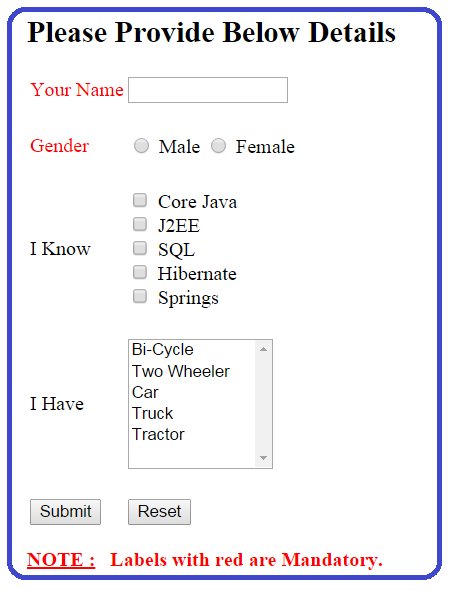 Please Provide Below Details
Your Name
Gender Male Female
Core Java
J2EE
I Know SQL
Hibernate
Springs
Bi-Cycle
Two Wheeler
Car
I Have Truck
Tractor
Submit Reset
NOTE : Labels with red are Mandatory.